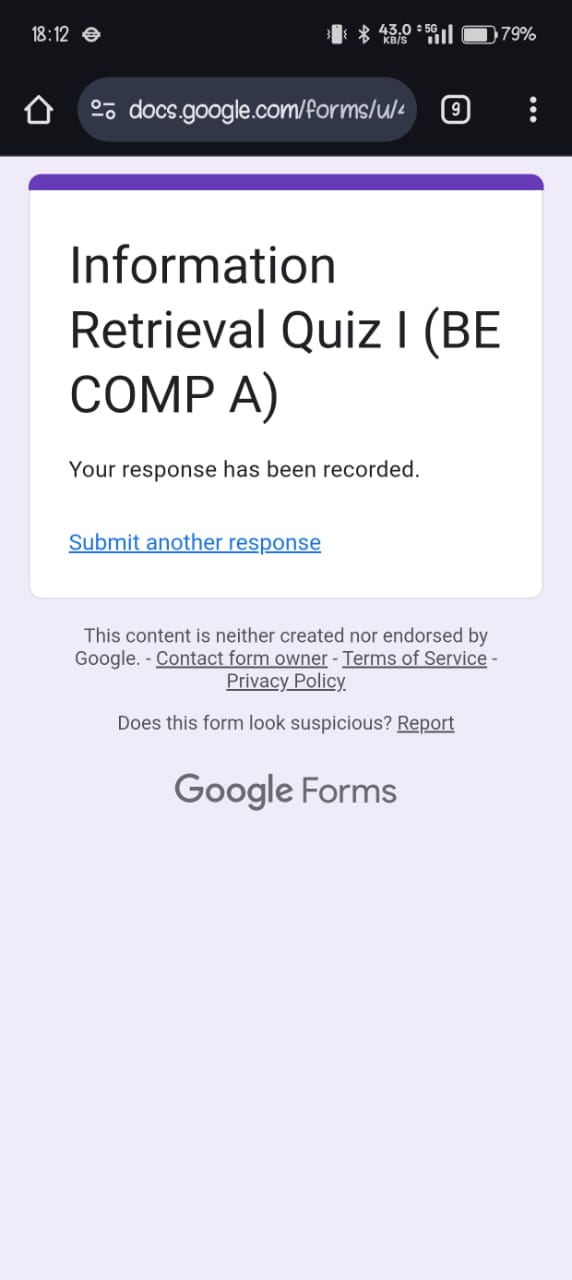 18:12 43.0 KB/S 5G 79%
docs.google.com/forms/u/4 9
Information
Retrieval Quiz I (BE
COMP A)
Your response has been recorded.
Submit another response
This content is neither created nor endorsed by
Google. - Contact form owner - Terms of Service -
Privacy Policy
Does this form look suspicious? Report
Google Forms